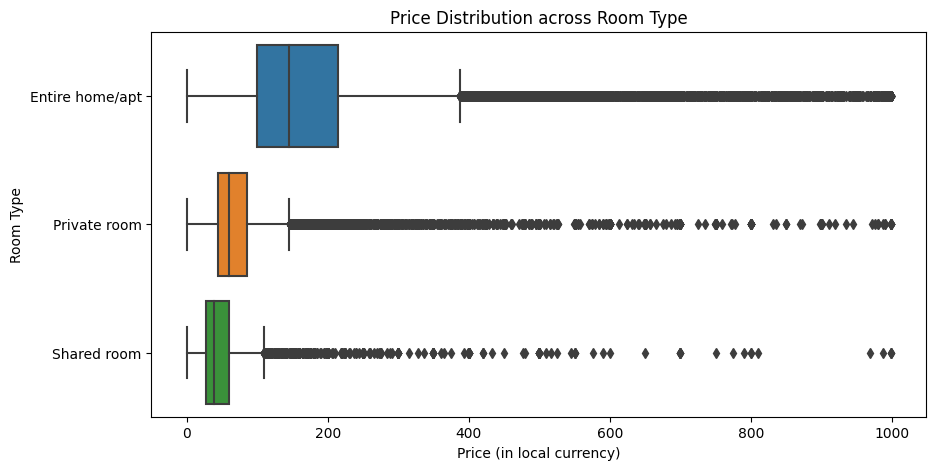 Price Distribution across Room Type
Room Type
Entire home/apt
Private room
Shared room
0 200 400 600 800 1000
Price (in local currency)